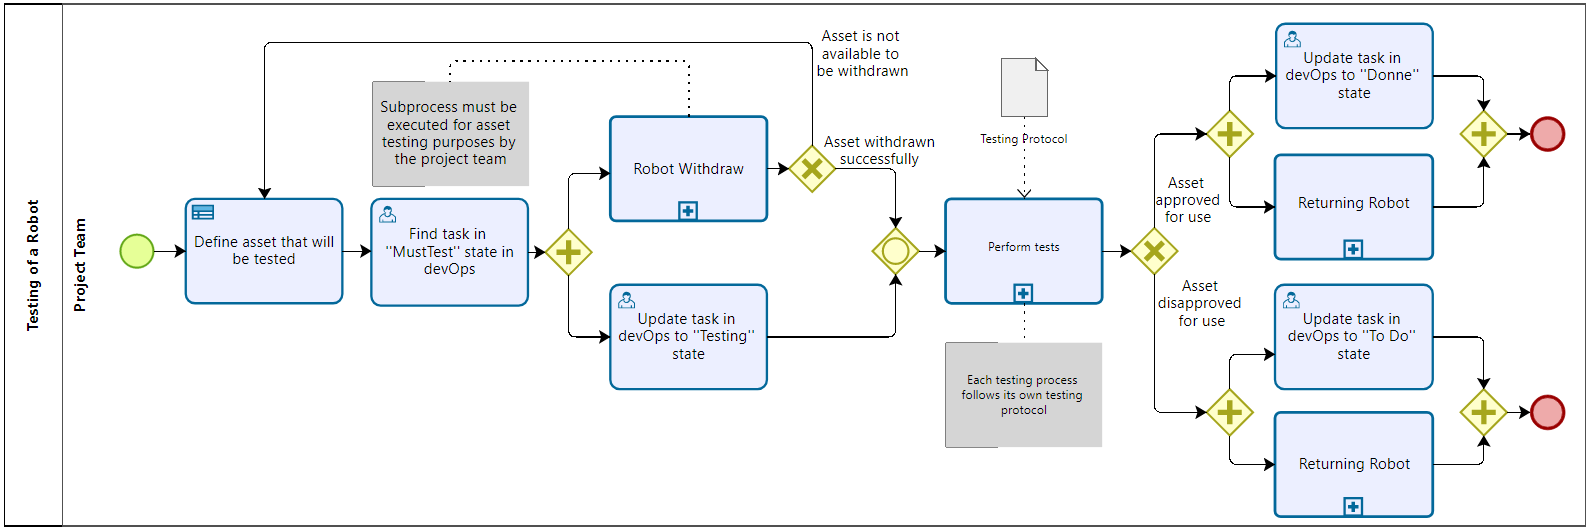 Testing of a Robot
Project Team
Define asset that will
be tested
Subprocess must be
executed for asset
testing purposes by
the project team
Find task in
"MustTest" state in
devOps
Robot Withdraw
Asset is not
available to
be withdrawn
Asset withdrawn
successfully
Update task in
devOps to "Testing"
state
Testing Protocol
Perform tests
Each testing process
follows its own testing
protocol
Asset
approved
for use
Asset
disapproved
for use
Update task in
devOps to "Donne"
state
Returning Robot
Update task in
devOps to "To Do"
state
Returning Robot